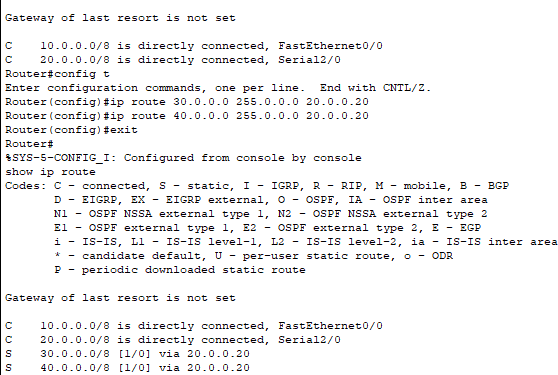 Gateway of last resort is not set
C    10.0.0.0/8 is directly connected, FastEthernet0/0
C    20.0.0.0/8 is directly connected, Serial2/0
Router#config t
Enter configuration commands, one per line.  End with CNTL/Z.
Router(config)#ip route 30.0.0.0 255.0.0.0 20.0.0.20
Router(config)#ip route 40.0.0.0 255.0.0.0 20.0.0.20
Router(config)#exit
Router#
%SYS-5-CONFIG_I: Configured from console by console
show ip route
Codes: C - connected, S - static, I - IGRP, R - RIP, M - mobile, B - BGP
       D - EIGRP, EX - EIGRP external, O - OSPF, IA - OSPF inter area
       N1 - OSPF NSSA external type 1, N2 - OSPF NSSA external type 2
       E1 - OSPF external type 1, E2 - OSPF external type 2, E - EGP
       i - IS-IS, L1 - IS-IS level-1, L2 - IS-IS level-2, ia - IS-IS inter area
       * - candidate default, U - per-user static route, o - ODR
       P - periodic downloaded static route
Gateway of last resort is not set
C    10.0.0.0/8 is directly connected, FastEthernet0/0
C    20.0.0.0/8 is directly connected, Serial2/0
S    30.0.0.0/8 [1/0] via 20.0.0.20
S    40.0.0.0/8 [1/0] via 20.0.0.20